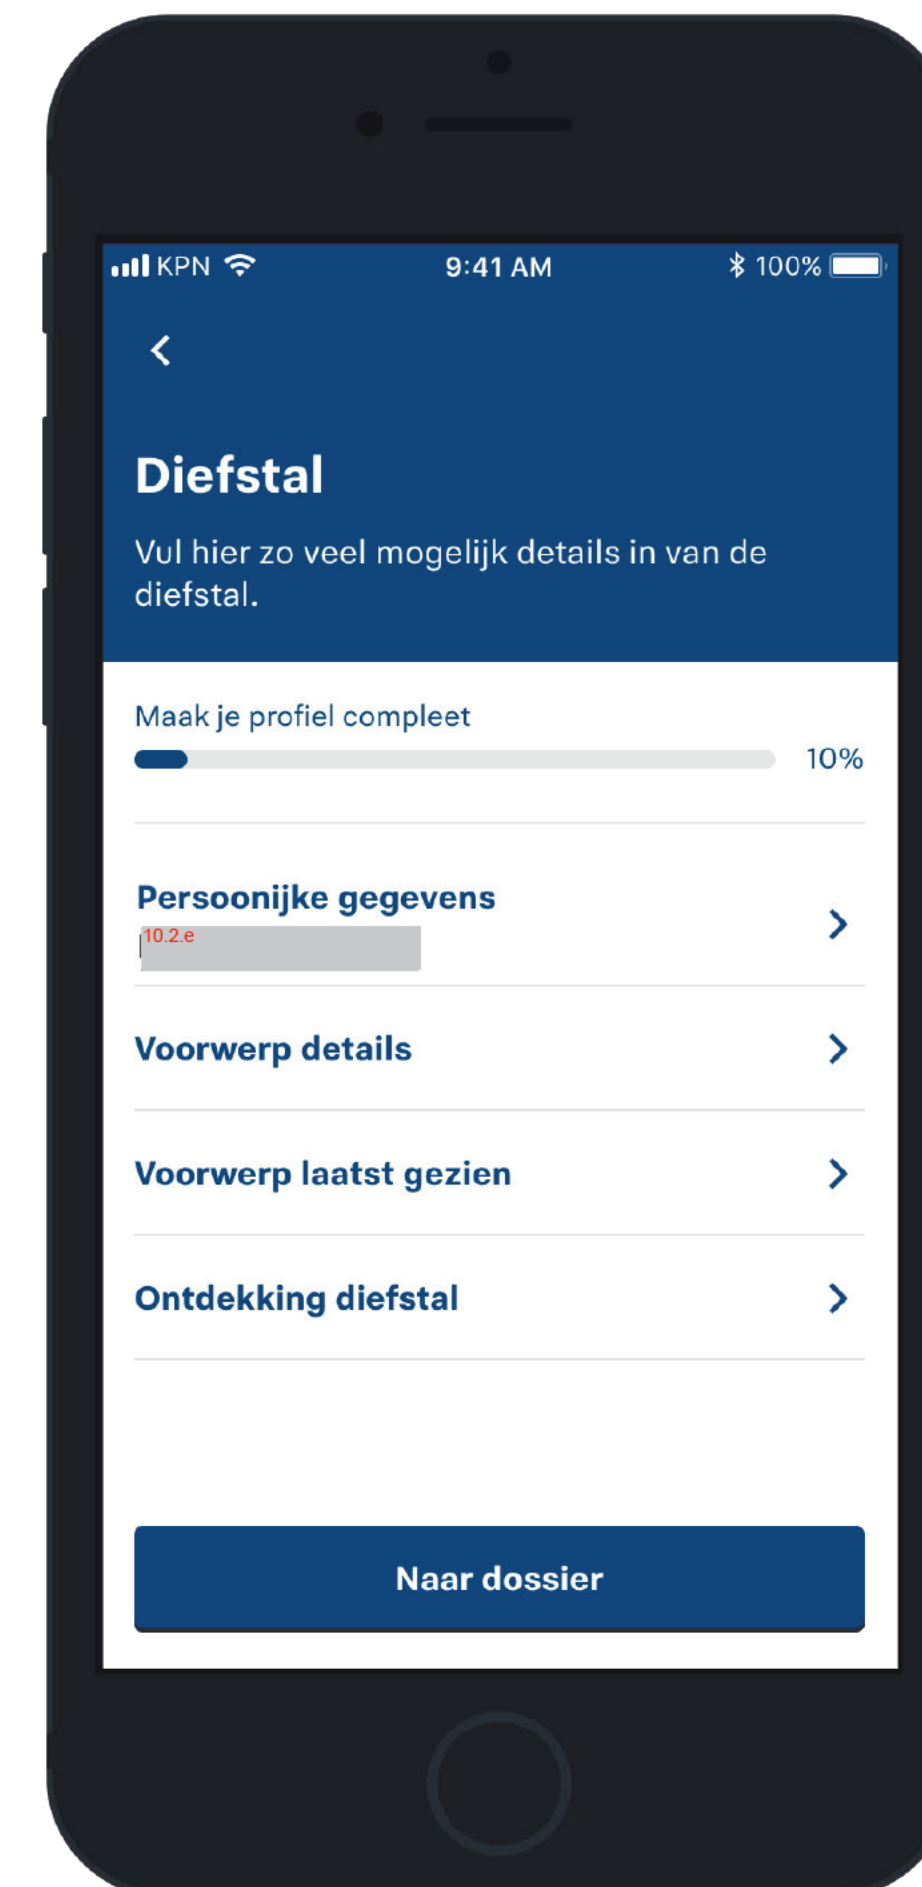 KPN 9:41 AM 100%
Diefstal
Vul hier zo veel mogelijk details in van de
diefstal.
Maak je profiel compleet
10%
Persoonijke gegevens
10.2.e
Voorwerp details
Voorwerp laatst gezien
Ontdekking diefstal
Naar dossier